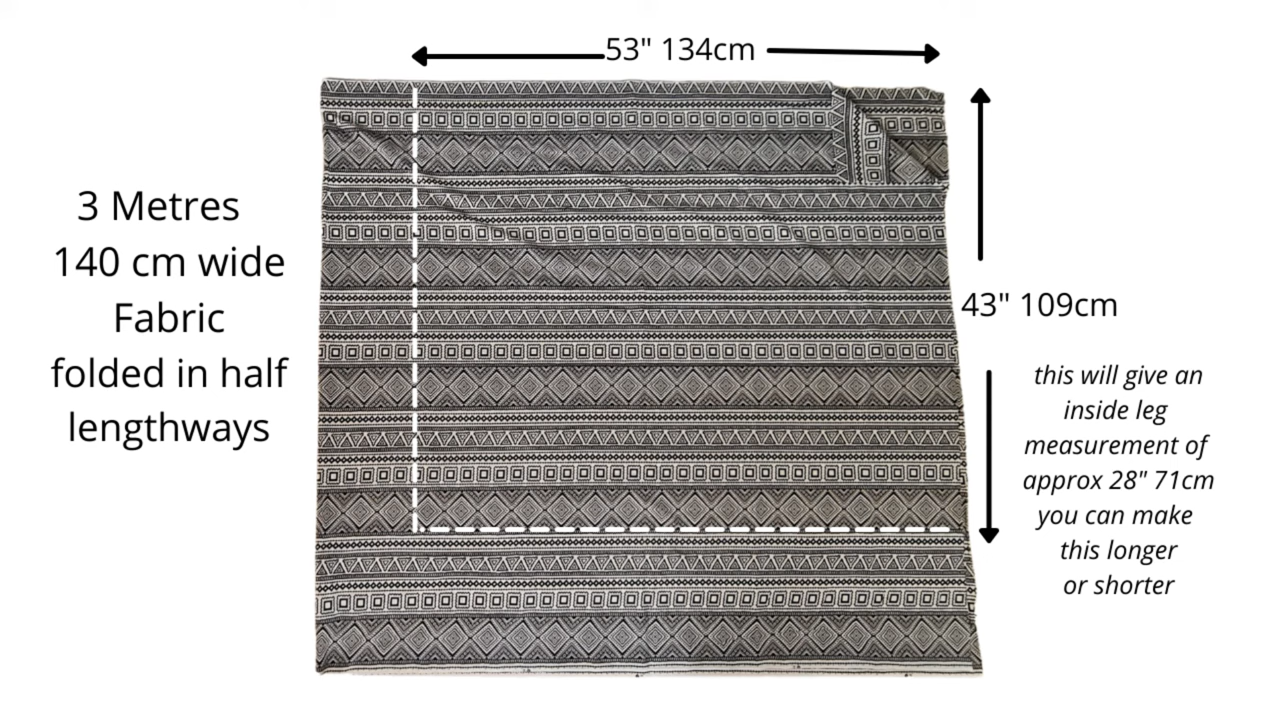 53" 134cm
3 Metres
140 cm wide
Fabric
folded in half
lengthways
43" 109cm
this will give an
inside leg
measurement of
approx 28" 71cm
you can make
this longer
or shorter